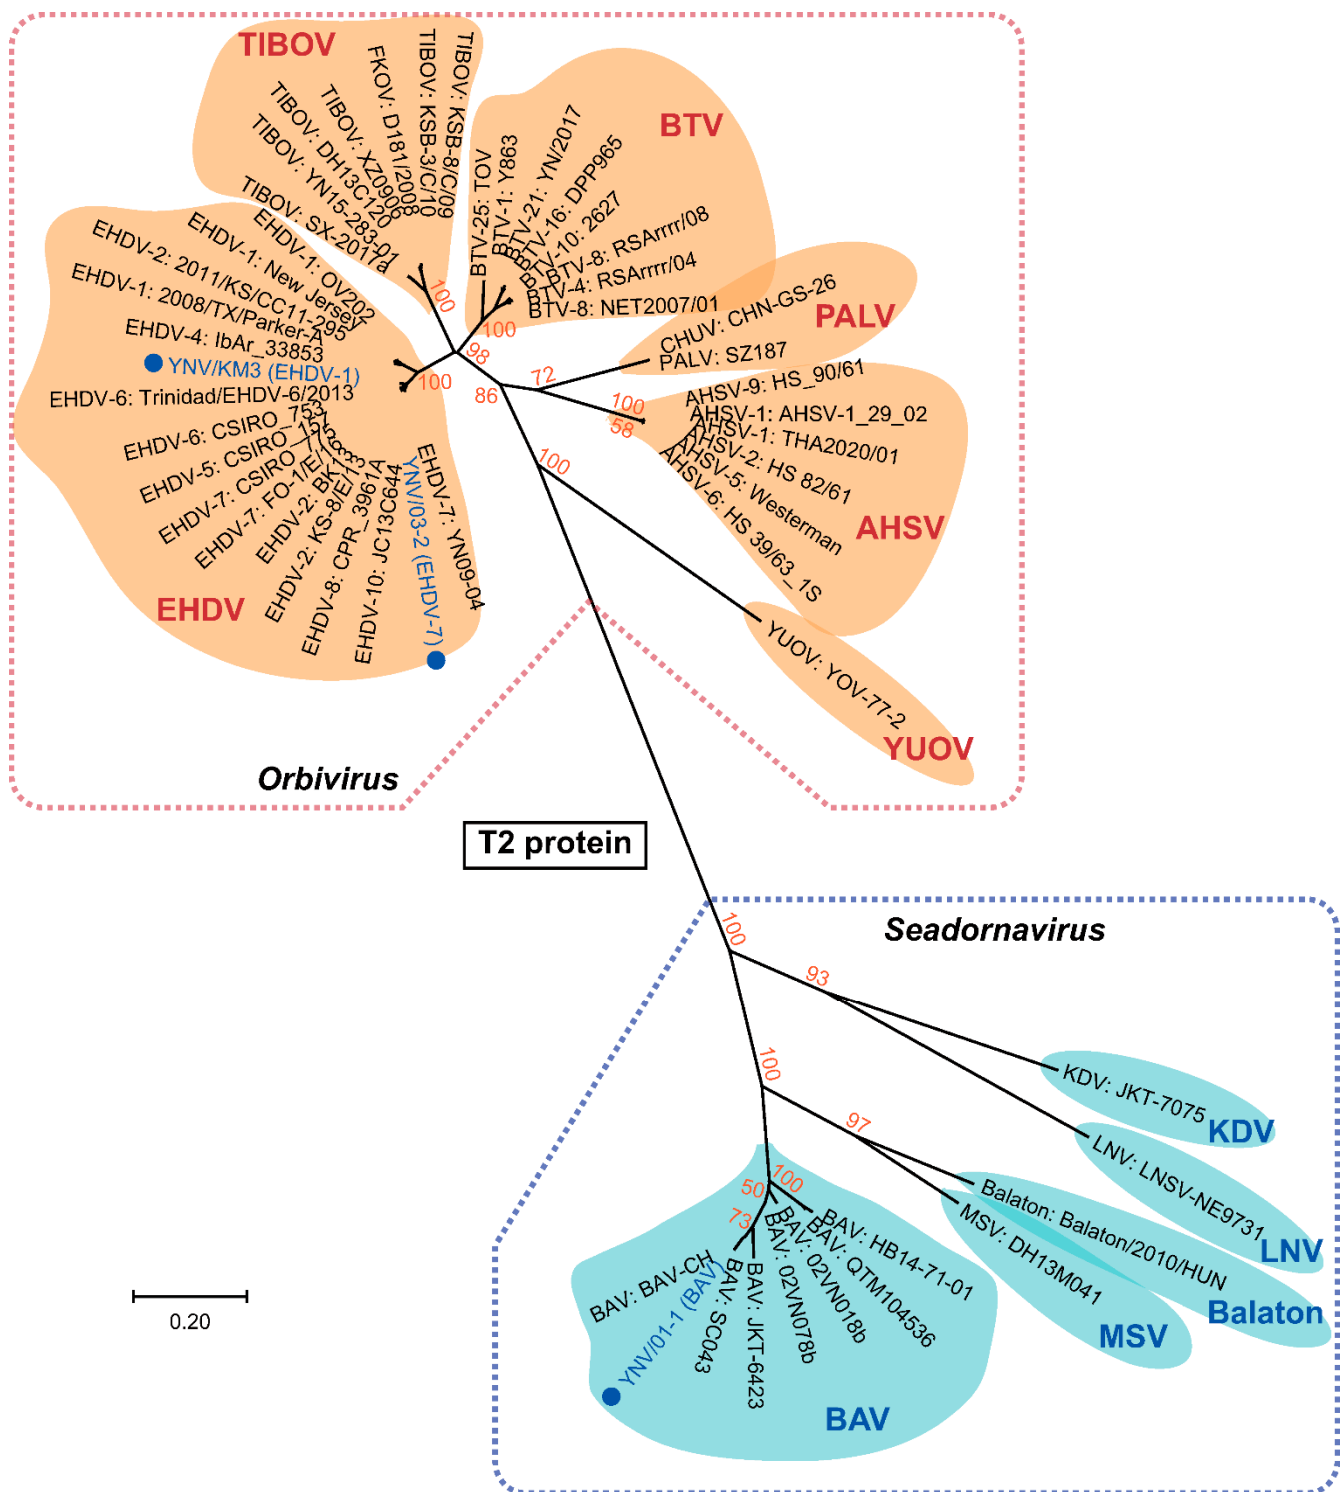 TIBOV
TIBOV: KSB-8/C/09
TIBOV: KSB-3/C/10
FKOV: D181/2008
TIBOV: XZ0906
TIBOV: DH13C120
TIBOV: YN15-283-01
TIBOV: SX-2017a
BTV
BTV-25: TOV
BTV-1: Y863
BTV-21: YN/2017
BTV-16: DPP965
BTV-10: 2627
BTV-8: RSArrrr/08
BTV-4: RSArrrr/04
BTV-8: NET2007/01
PALV
CHUV: CHN-GS-26
PALV: SZ187
AHSV-9: HS_90/61
AHSV-1: AHSV-1_29_02
AHSV-1: THA2020/01
AHSV-2: HS 82/61
AHSV-5: Westerman
AHSV-6: HS 39/63_1S
AHSV
YUOV: YOV-77-2
YUOV
EHDV-1: OV202
EHDV-1: New Jersey
EHDV-2: 2011/KS/CC11-295
EHDV-1: 2008/TX/Parker-A
EHDV-4: IbAr_33853
YNV/KM3 (EHDV-1)
EHDV-6: Trinidad/EHDV-6/2013
EHDV-6: CSIRO_753
EHDV-5: CSIRO_157
EHDV-7: CSIRO_775
EHDV-7: FO-1/E/16
EHDV-2: BK13
EHDV-2: KS-8/E/13
EHDV-8: CPR_3961A
EHDV-10: JC13C644
YNV/03-2 (EHDV-7)
EHDV-7: YN09-04
EHDV
100
100
98
100
86
72
100
58
100
Orbivirus
T2 protein
Seadornavirus
100
93
100
97
100
50
73
KDV: JKT-7075
KDV
LNV: LNSV-NE9731
LNV
Balaton: Balaton/2010/HUN
Balaton
MSV: DH13M041
MSV
BAV: HB14-71-01
BAV: QTM104536
BAV: 02VN018b
BAV: 02VN078b
BAV: JKT-6423
BAV: SC043
YNV/01-1 (BAV)
BAV: BAV-CH
BAV
0.20